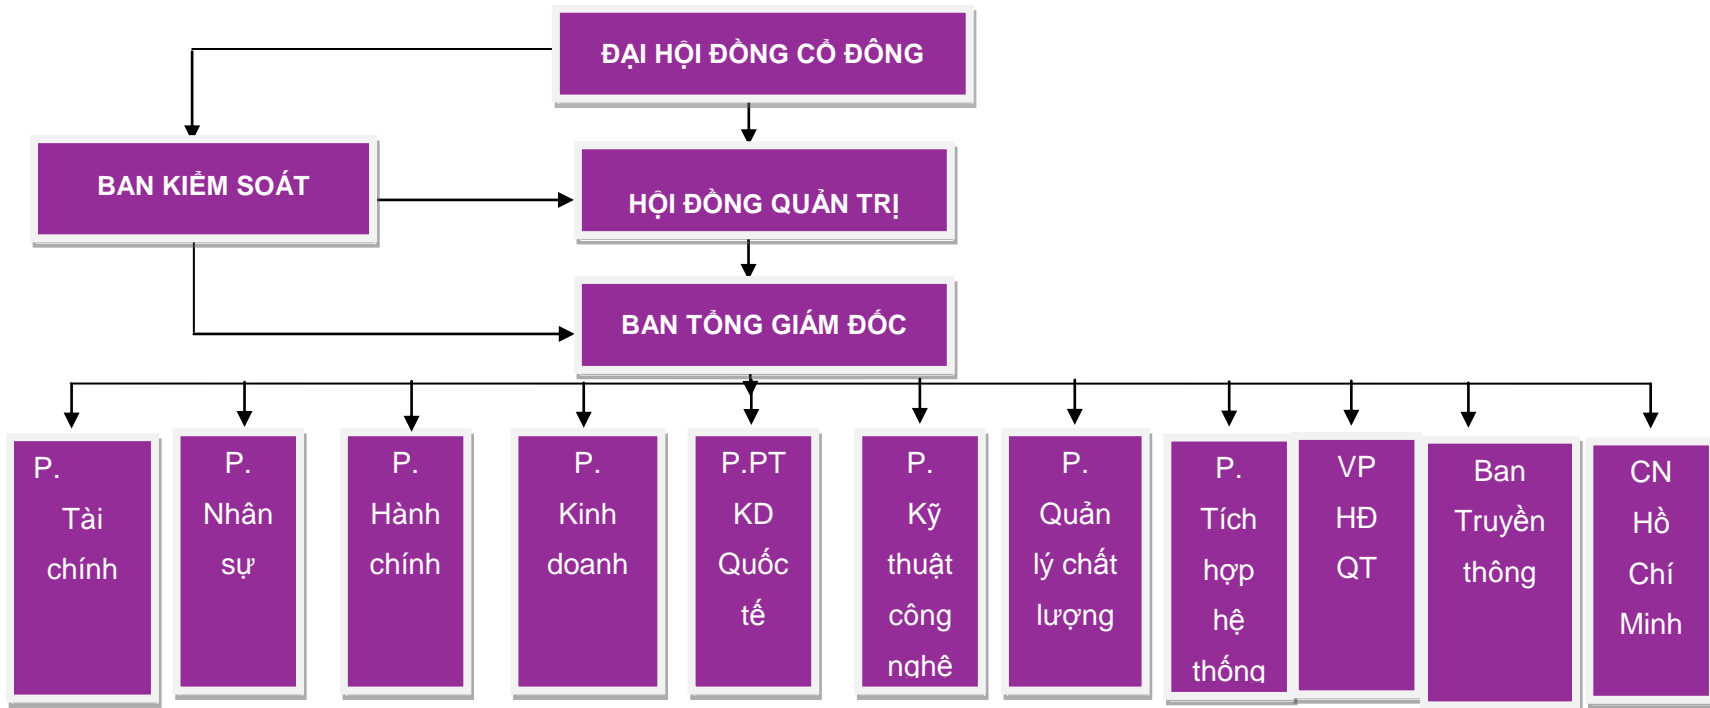 ĐẠI HỘI ĐỒNG CỔ ĐÔNG
BAN KIỂM SOÁT
HỘI ĐỒNG QUẢN TRỊ
BAN TỔNG GIÁM ĐỐC
P.
Tài
chính
P.
Nhân
sự
P.
Hành
chính
P.
Kinh
doanh
P.PT
KD
Quốc
tế
P.
Kỹ
thuật
công
nghệ
P.
Quản
lý chất
lượng
P.
Tích
hợp
hệ
thống
VP
HĐ
QT
Ban
Truyền
thông
CN
Hồ
Chí
Minh